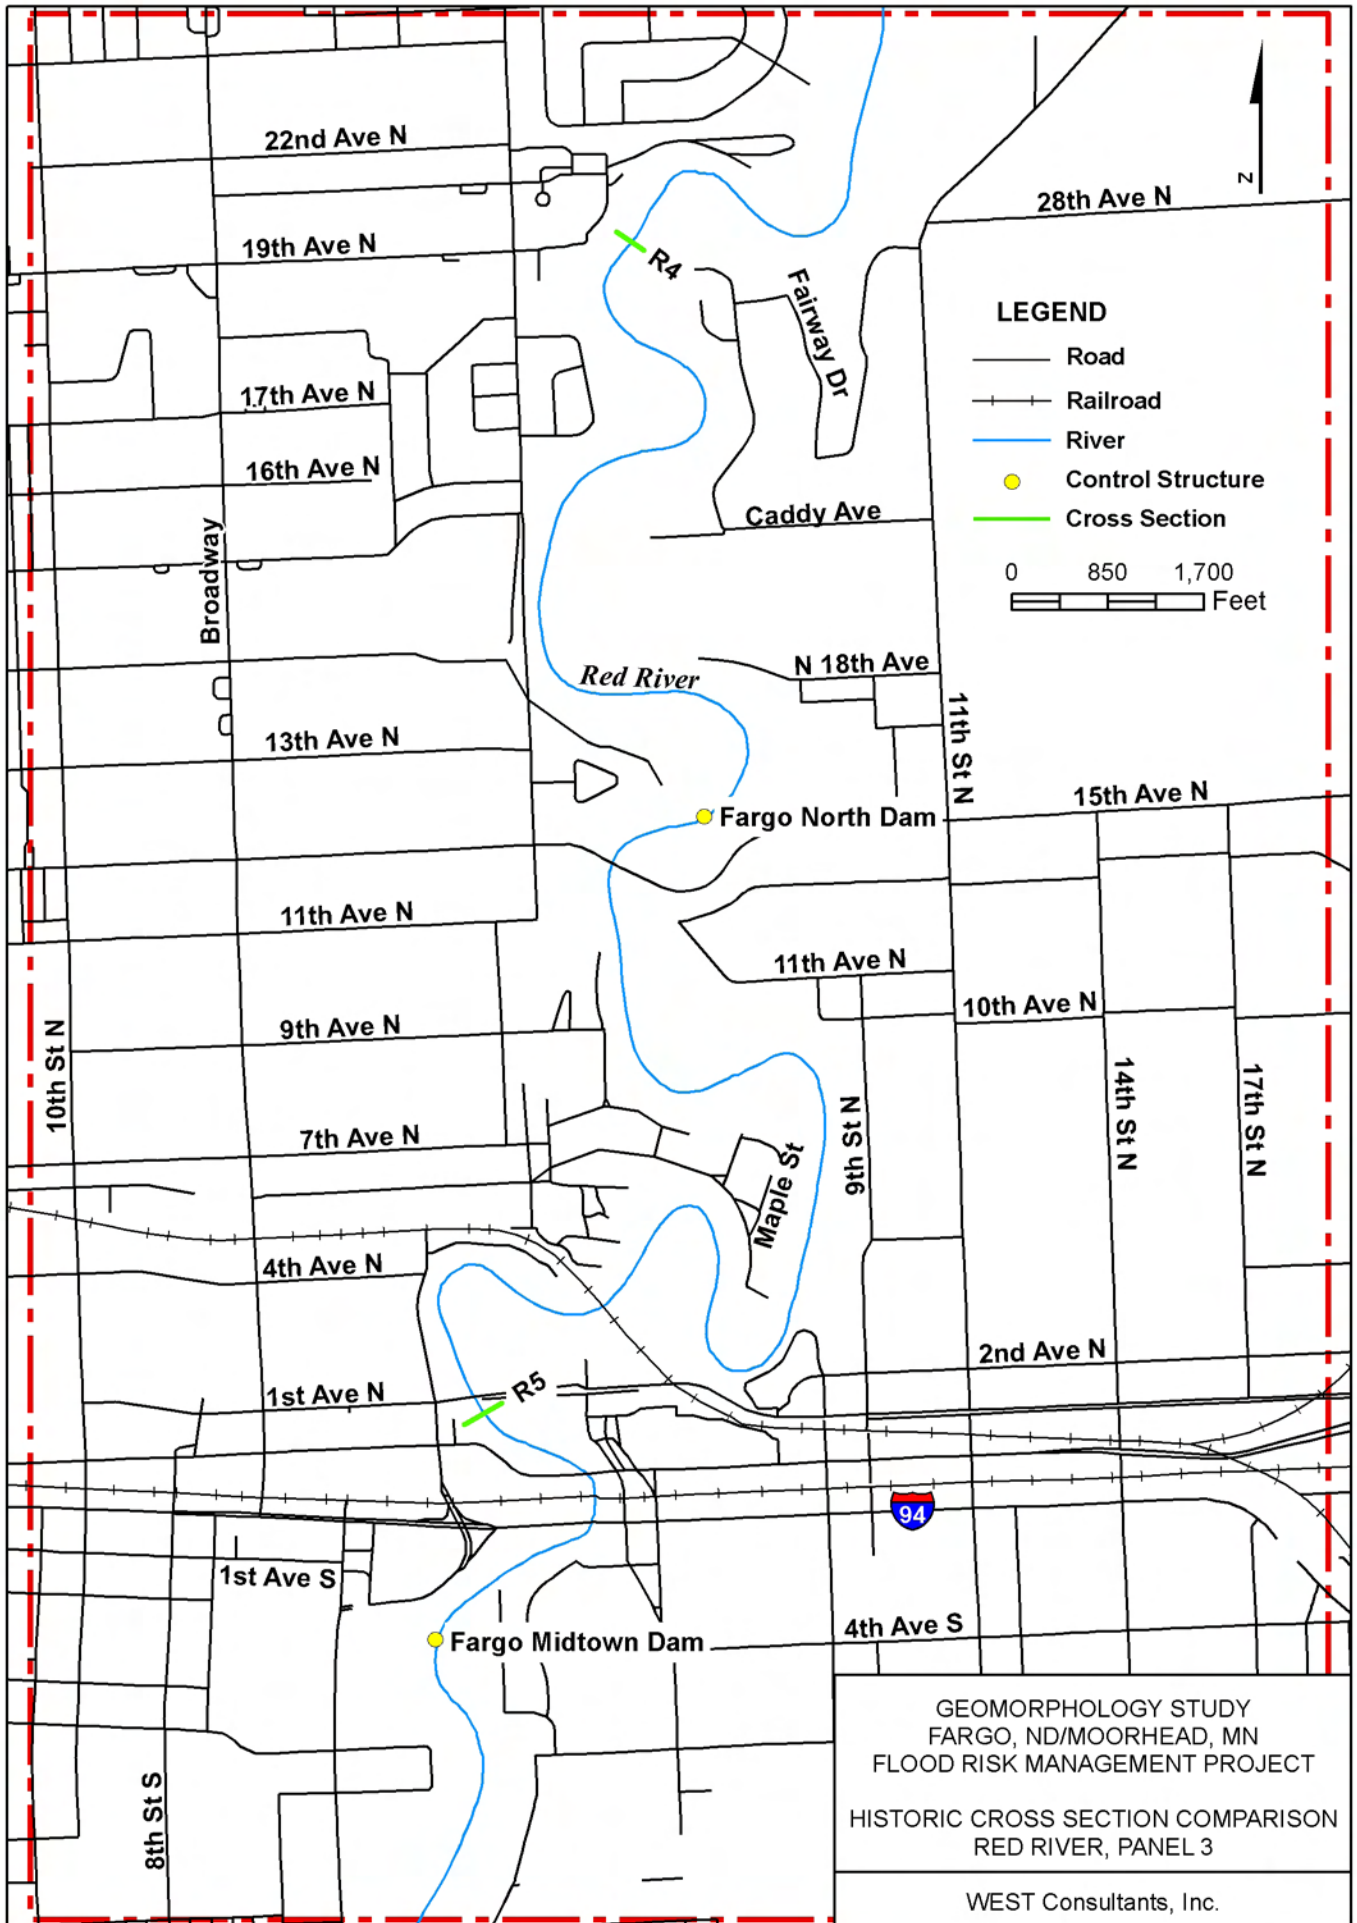 22nd Ave N
28th Ave N
N
19th Ave N
R4
Fairway Dr
LEGEND
Road
Railroad
River
Control Structure
Cross Section
0 850 1,700
Feet
17th Ave N
16th Ave N
Caddy Ave
Broadway
Red River
N 18th Ave
11th St N
13th Ave N
15th Ave N
Fargo North Dam
11th Ave N
11th Ave N
10th Ave N
9th Ave N
10th St N
14th St N
17th St N
9th St N
7th Ave N
Maple St
4th Ave N
2nd Ave N
1st Ave N
R5
94
1st Ave S
Fargo Midtown Dam
4th Ave S
8th St S
GEOMORPHOLOGY STUDY
FARGO, ND/MOORHEAD, MN
FLOOD RISK MANAGEMENT PROJECT
HISTORIC CROSS SECTION COMPARISON
RED RIVER, PANEL 3
WEST Consultants, Inc.